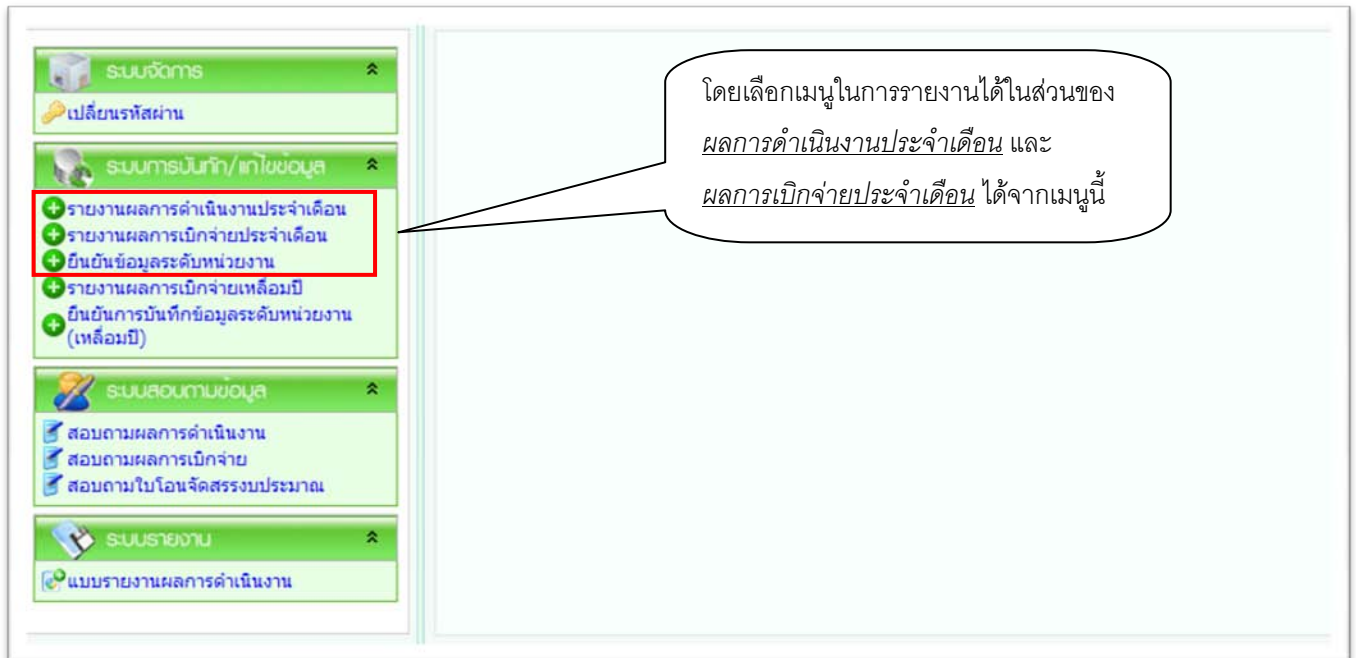 ระบบจัดการ
เปลี่ยนรหัสผ่าน
ระบบการบันทึก/แก้ไขข้อมูล
รายงานผลการดำเนินงานประจำเดือน
รายงานผลการเบิกจ่ายประจำเดือน
ยืนยันข้อมูลระดับหน่วยงาน
รายงานผลการเบิกจ่ายเหลื่อมปี
ยืนยันการบันทึกข้อมูลระดับหน่วยงาน
(เหลื่อมปี)
ระบบสอบถามข้อมูล
สอบถามผลการดำเนินงาน
สอบถามผลการเบิกจ่าย
สอบถามใบโอนจัดสรรงบประมาณ
ระบบรายงาน
แบบรายงานผลการดำเนินงาน
โดยเลือกเมนูในการรายงานได้ในส่วนของ
ผลการดำเนินงานประจำเดือน และ
ผลการเบิกจ่ายประจำเดือน ได้จากเมนูนี้